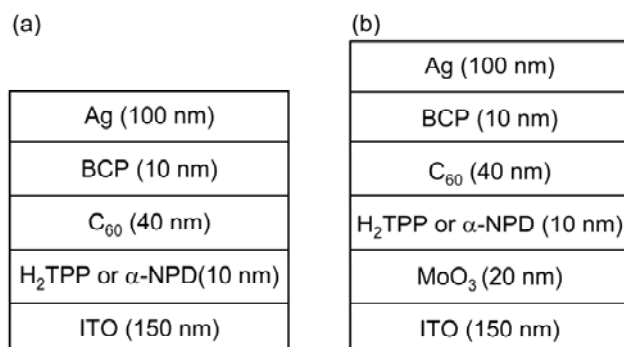 (a)
Ag (100 nm)
BCP (10 nm)
C₆₀ (40 nm)
H₂TPP or α-NPD(10 nm)
ITO (150 nm)
(b)
Ag (100 nm)
BCP (10 nm)
C₆₀ (40 nm)
H₂TPP or α-NPD (10 nm)
MoO₃ (20 nm)
ITO (150 nm)